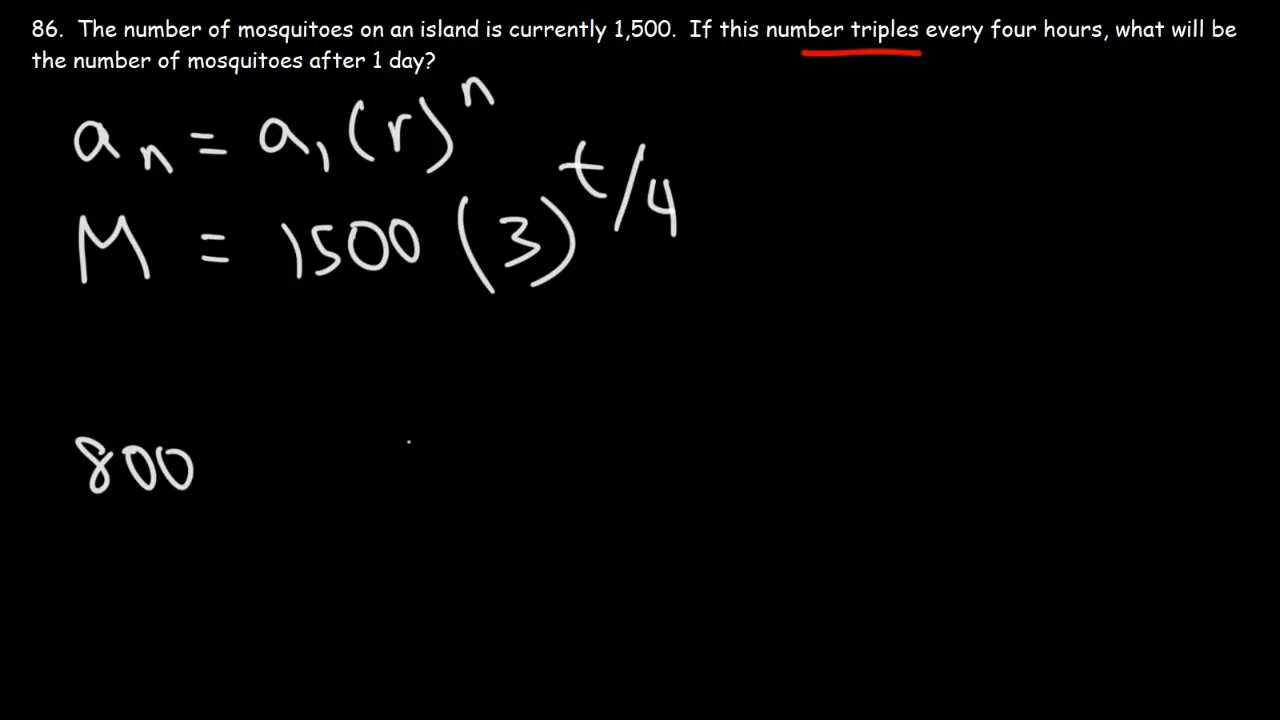 86. The number of mosquitoes on an island is currently 1,500. If this number triples every four hours, what will be
the number of mosquitoes after 1 day?
aₙ = a₁(r)ⁿ
M = 1500 (3)^(t/4)
800